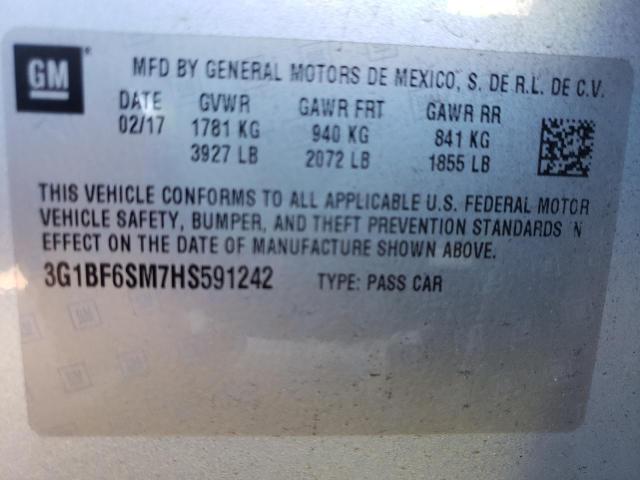 GM
MFD BY GENERAL MOTORS DE MEXICO, S. DE R.L. DE C.V.
DATE GVWR GAWR FRT GAWR RR
02/17 1781 KG 940 KG 841 KG
3927 LB 2072 LB 1855 LB
THIS VEHICLE CONFORMS TO ALL APPLICABLE U.S. FEDERAL MOTOR
VEHICLE SAFETY, BUMPER, AND THEFT PREVENTION STANDARDS IN
EFFECT ON THE DATE OF MANUFACTURE SHOWN ABOVE.
3G1BF6SM7HS591242 TYPE: PASS CAR